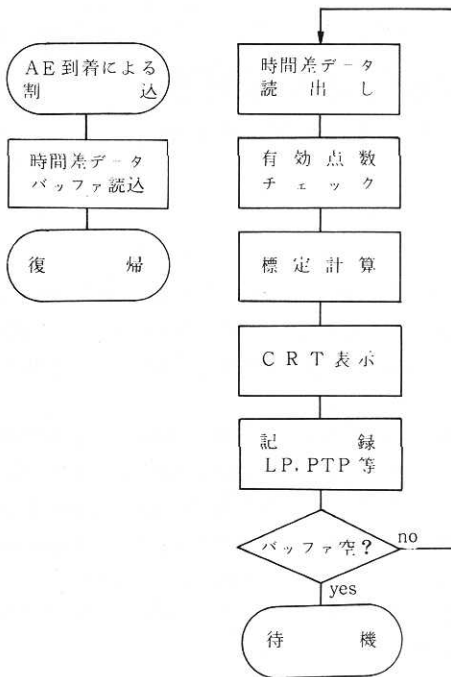 AE到着による
割込
時間差データ
バッファ読込
復帰
時間差データ
読出し
有効点数
チェック
標定計算
CRT表示
記録
LP, PTP等
バッファ空?
no
yes
待機